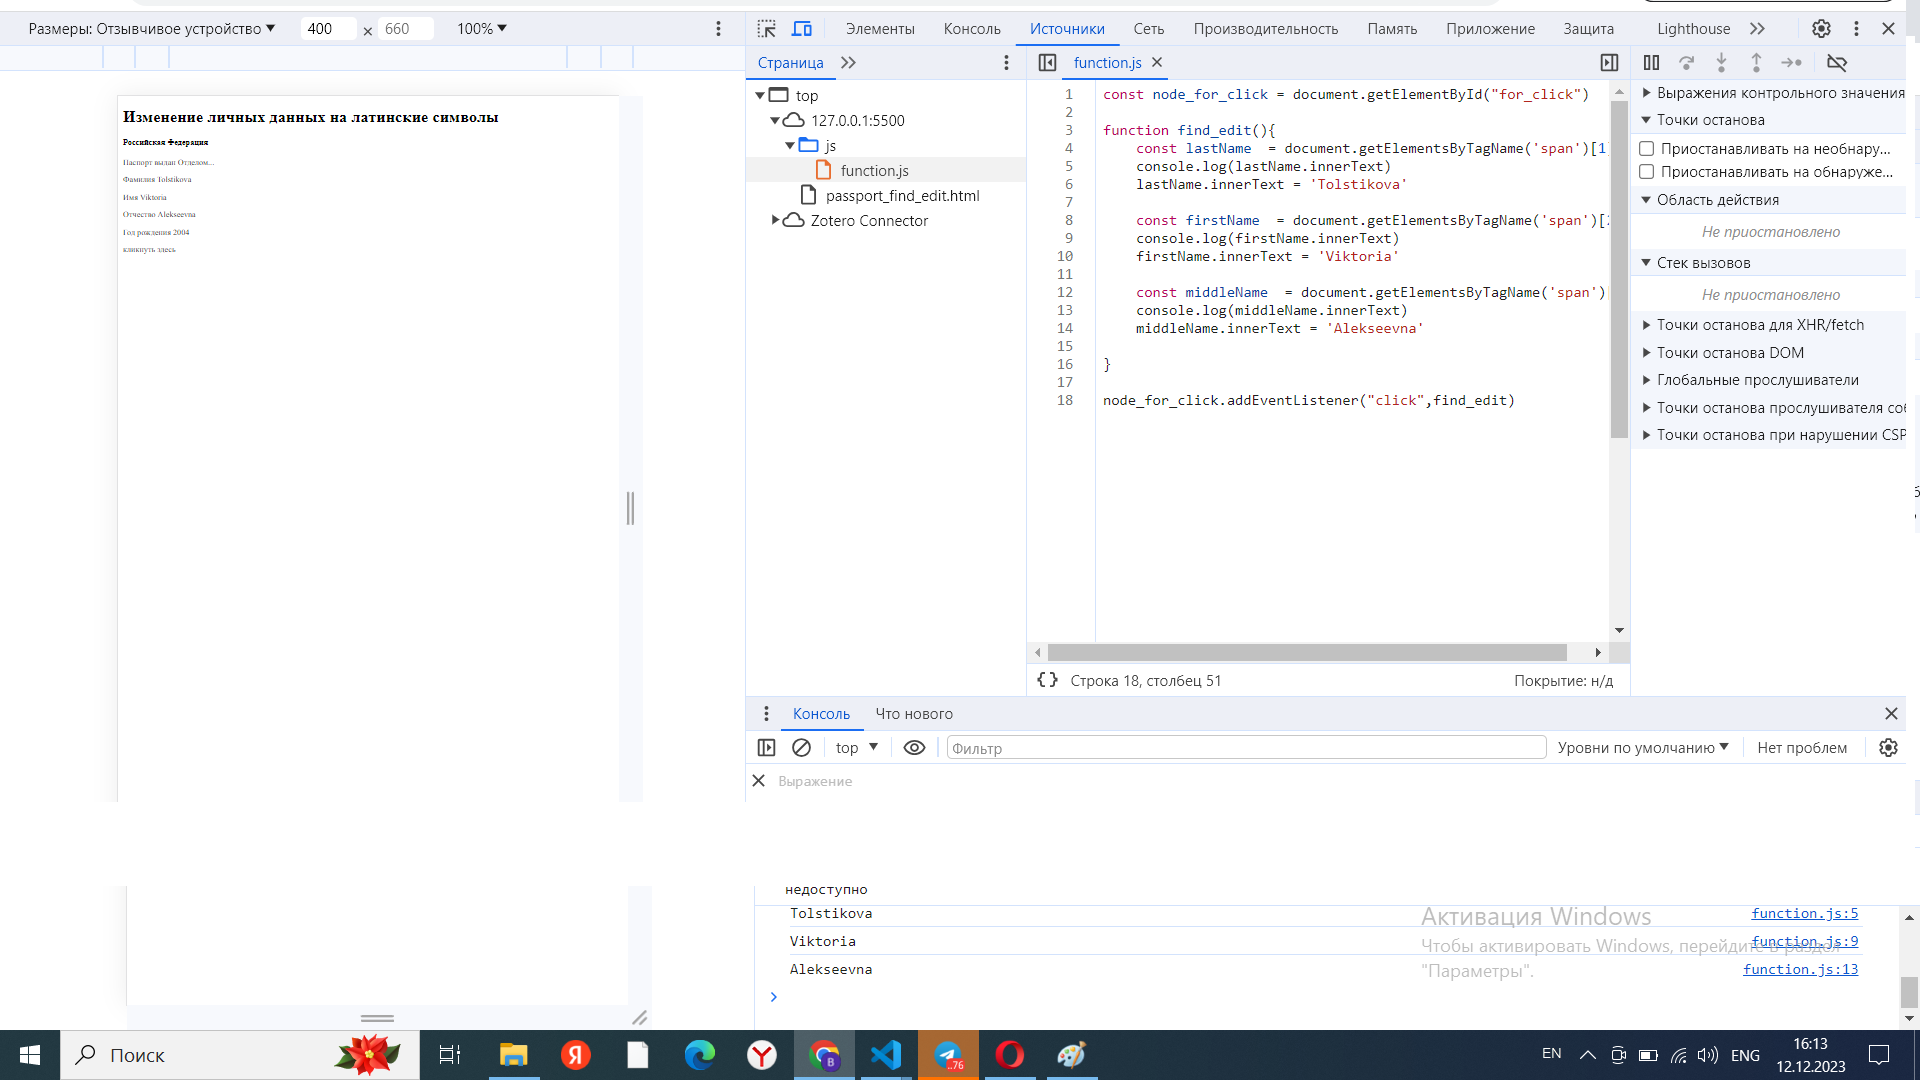 Размеры: Отзывчивое устройство 400 × 660 100%
Элементы Консоль Источники Сеть Производительность Память Приложение Защита Lighthouse
Страница
function.js
top
127.0.0.1:5500
js
function.js
passport_find_edit.html
Zotero Connector
Изменение личных данных на латинские символы
Российская Федерация
Паспорт выдан Отделом...
Фамилия Tolstikova
Имя Viktoria
Отчество Alekseevna
Год рождения 2004
кликнуть здесь
1 const node_for_click = document.getElementById("for_click")
2
3 function find_edit(){
4 const lastName = document.getElementsByTagName('span')[1
5 console.log(lastName.innerText)
6 lastName.innerText = 'Tolstikova'
7
8 const firstName = document.getElementsByTagName('span')[
9 console.log(firstName.innerText)
10 firstName.innerText = 'Viktoria'
11
12 const middleName = document.getElementsByTagName('span')
13 console.log(middleName.innerText)
14 middleName.innerText = 'Alekseevna'
15
16 }
17
18 node_for_click.addEventListener("click",find_edit)
{} Строка 18, столбец 51 Покрытие: н/д
Выражения контрольного значения
Точки останова
Приостанавливать на необнару...
Приостанавливать на обнаруже...
Область действия
Не приостановлено
Стек вызовов
Не приостановлено
Точки останова для XHR/fetch
Точки останова DOM
Глобальные прослушиватели
Точки останова прослушивателя соб
Точки останова при нарушении CSP
Консоль Что нового
top Фильтр Уровни по умолчанию Нет проблем
Выражение
недоступно
Tolstikova function.js:5
Viktoria function.js:9
Alekseevna function.js:13
Активация Windows
Чтобы активировать Windows, перейдите в раздел
"Параметры".
Поиск
..76
EN ENG
16:13
12.12.2023